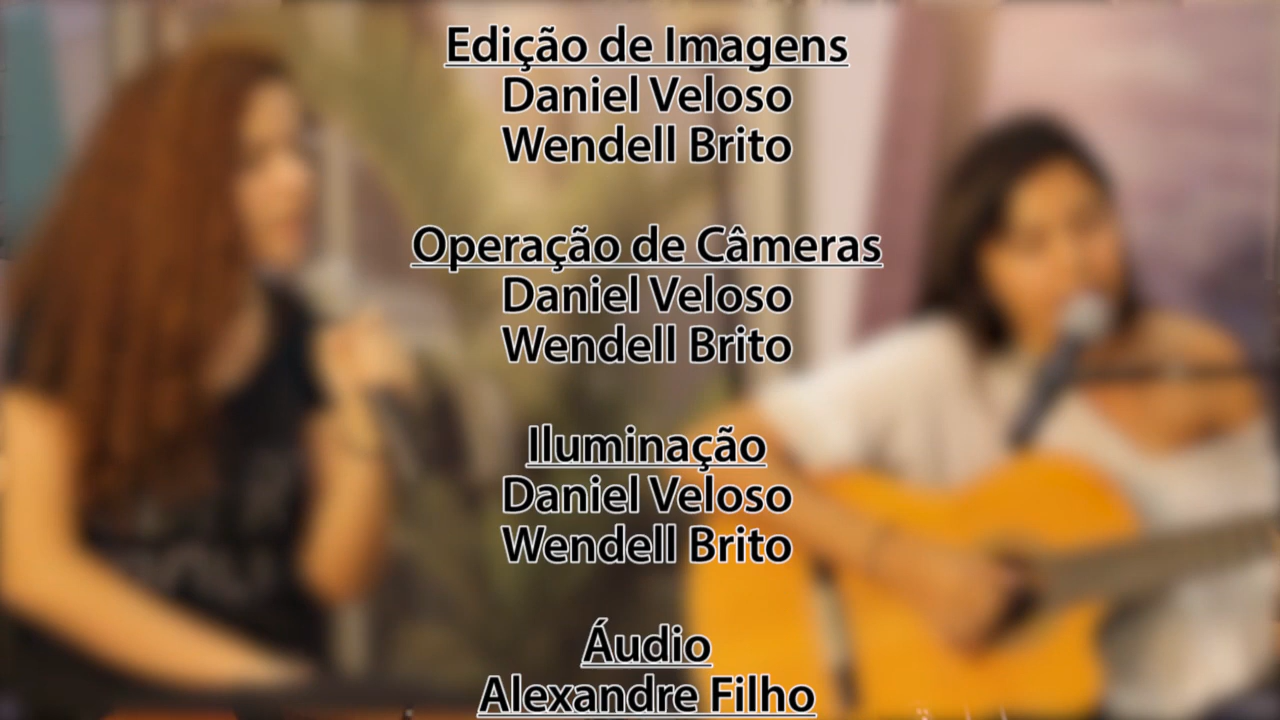 Edição de Imagens
Daniel Veloso
Wendell Brito
Operação de Câmeras
Daniel Veloso
Wendell Brito
Iluminação
Daniel Veloso
Wendell Brito
Áudio
Alexandre Filho